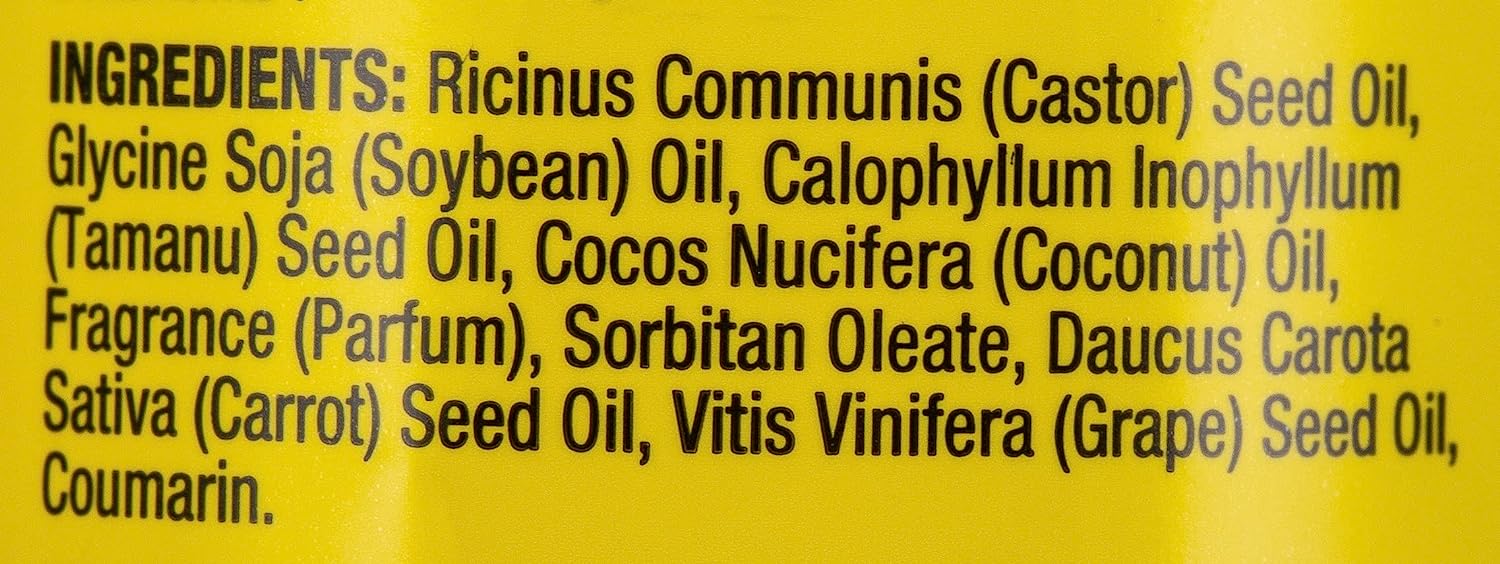 INGREDIENTS: Ricinus Communis (Castor) Seed Oil,
Glycine Soja (Soybean) Oil, Calophyllum Inophyllum
(Tamanu) Seed Oil, Cocos Nucifera (Coconut) Oil,
Fragrance (Parfum), Sorbitan Oleate, Daucus Carota
Sativa (Carrot) Seed Oil, Vitis Vinifera (Grape) Seed Oil,
Coumarin.